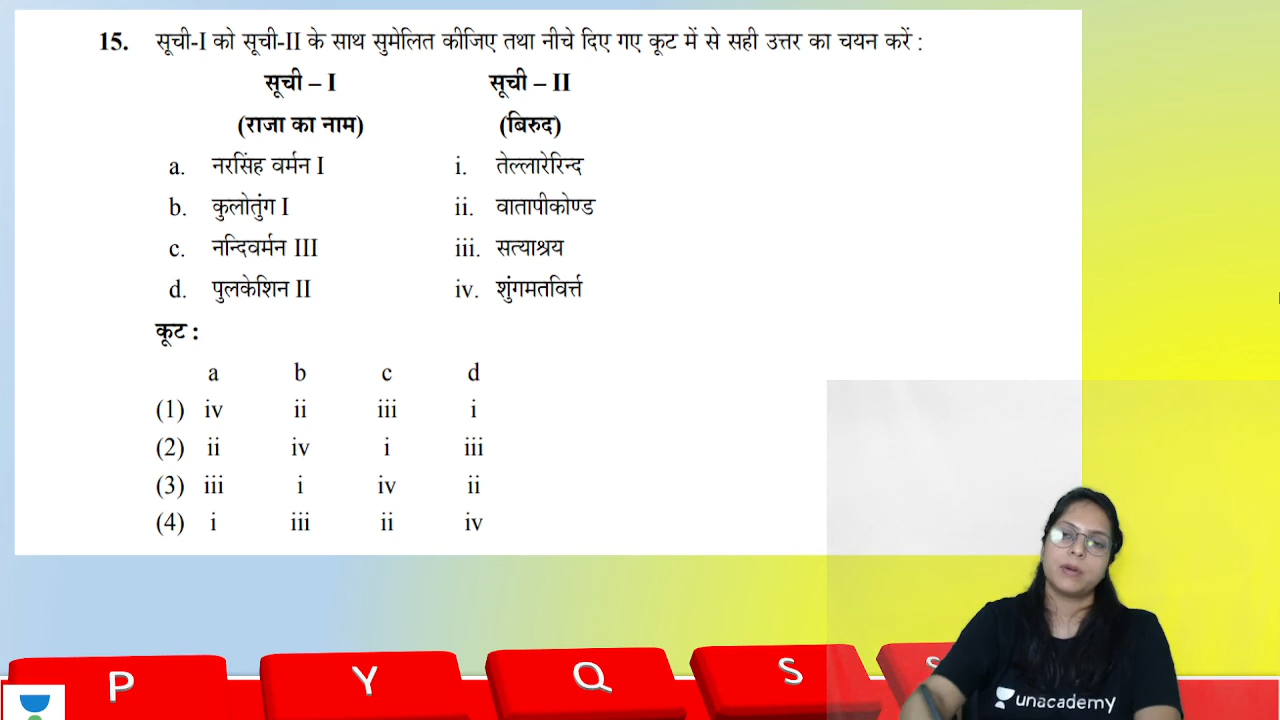 15. सूची-I को सूची-II के साथ सुमेलित कीजिए तथा नीचे दिए गए कूट में से सही उत्तर का चयन करें :
सूची – I सूची – II
(राजा का नाम) (बिरुद)
a. नरसिंह वर्मन I i. तेल्लारेरिन्द
b. कुलोतुंग I ii. वातापीकोण्ड
c. नन्दिवर्मन III iii. सत्याश्रय
d. पुलकेशिन II iv. शुंगमतविर्त्त
कूट :
a b c d
(1) iv ii iii i
(2) ii iv i iii
(3) iii i iv ii
(4) i iii ii iv
P Y Q S S
unacademy